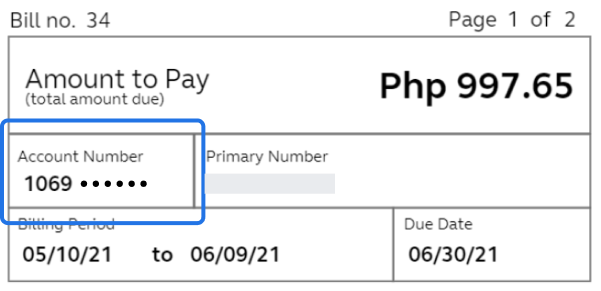 Bill no. 34 Page 1 of 2
Amount to Pay Php 997.65
(total amount due)
Account Number Primary Number
1069 ••••••
Billing Period Due Date
05/10/21 to 06/09/21 06/30/21